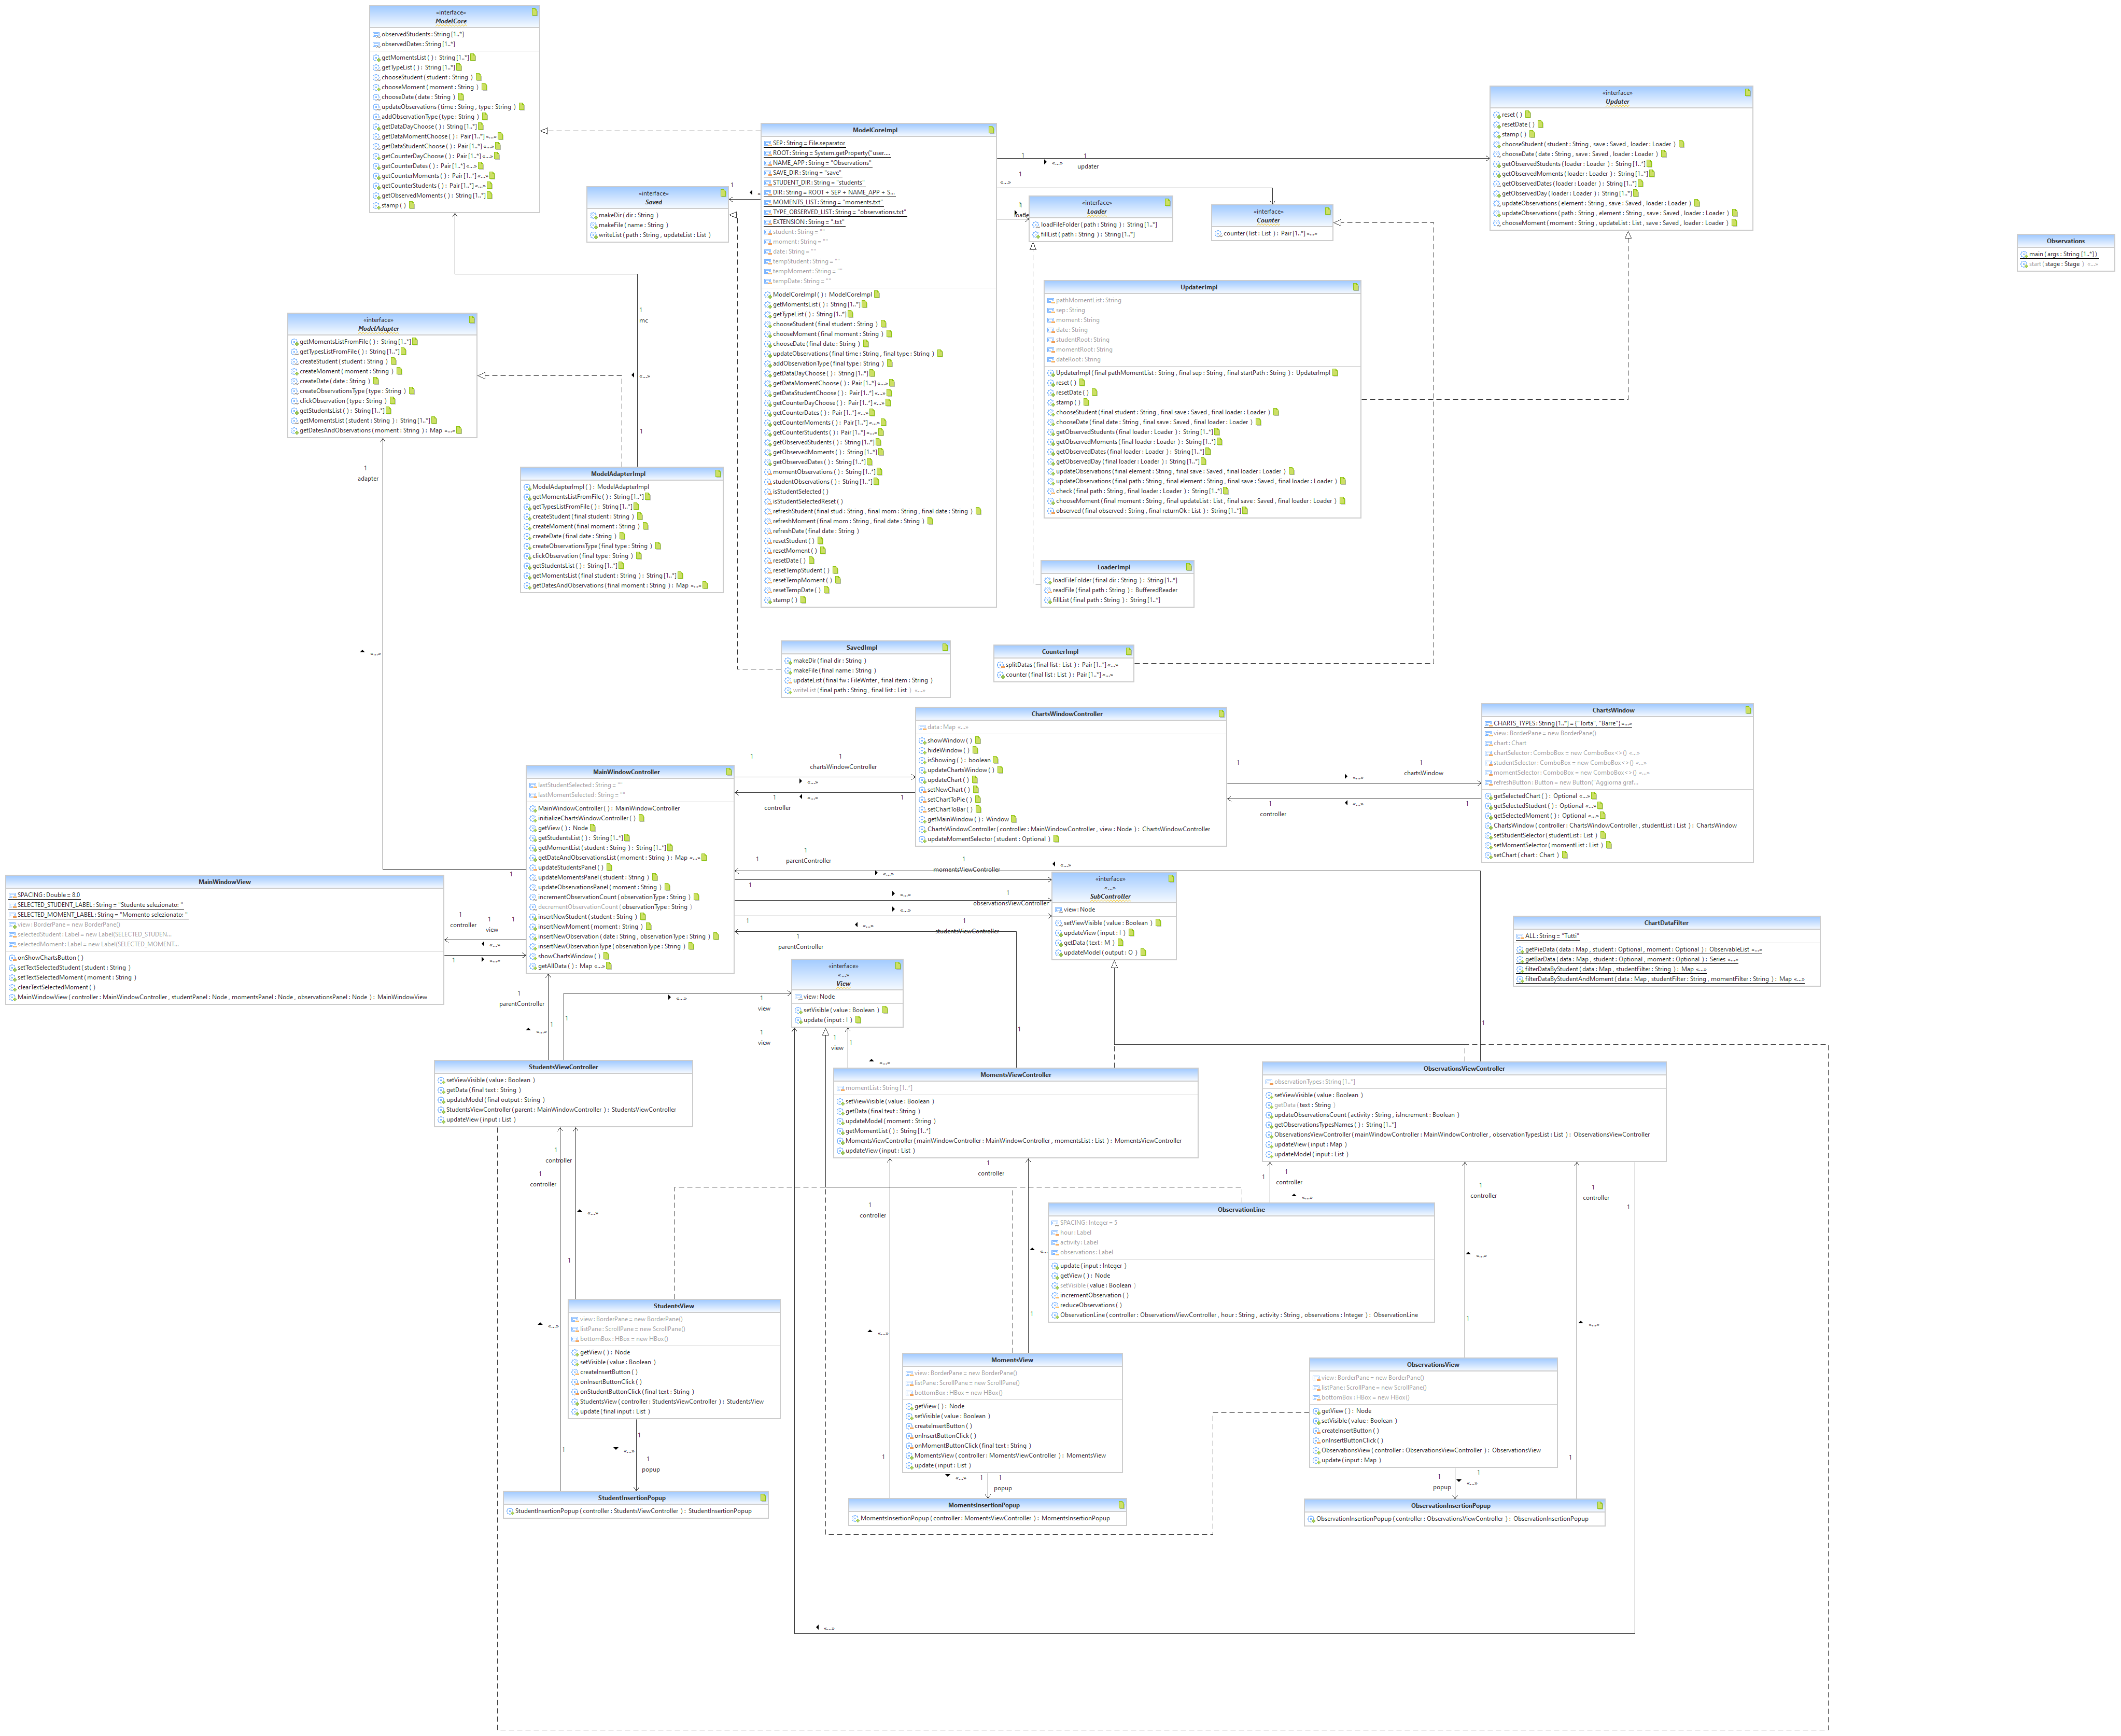 «interface»
ModelCore
observedStudents : String [1..*]
observedDates : String [1..*]
getMomentsList ( ) : String [1..*]
getTypeList ( ) : String [1..*]
chooseStudent ( student : String )
chooseMoment ( moment : String )
chooseDate ( date : String )
updateObservations ( time : String , type : String )
addObservationType ( type : String )
getDataDayChoose ( ) : String [1..*]
getDataMomentChoose ( ) : Pair [1..*] «...»
getDataStudentChoose ( ) : Pair [1..*] «...»
getCounterDayChoose ( ) : Pair [1..*] «...»
getCounterDates ( ) : Pair [1..*] «...»
getCounterMoments ( ) : Pair [1..*] «...»
getCounterStudents ( ) : Pair [1..*] «...»
getObservedMoments ( ) : String [1..*]
stamp ( )
«interface»
Updater
reset ( )
resetDate ( )
stamp ( )
chooseStudent ( student : String , save : Saved , loader : Loader )
chooseDate ( date : String , save : Saved , loader : Loader )
getObservedStudents ( loader : Loader ) : String [1..*]
getObservedMoments ( loader : Loader ) : String [1..*]
getObservedDates ( loader : Loader ) : String [1..*]
getObservedDay ( loader : Loader ) : String [1..*]
updateObservations ( element : String , save : Saved , loader : Loader )
updateObservations ( path : String , element : String , save : Saved , loader : Loader )
chooseMoment ( moment : String , updateList : List , save : Saved , loader : Loader )
ModelCoreImpl
SEP : String = File.separator
ROOT : String = System.getProperty("user....
NAME_APP : String = "Observations"
SAVE_DIR : String = "save"
STUDENT_DIR : String = "students"
DIR : String = ROOT + SEP + NAME_APP + S...
MOMENTS_LIST : String = "moments.txt"
TYPE_OBSERVED_LIST : String = "observations.txt"
EXTENSION : String = ".txt"
student : String = ""
moment : String = ""
date : String = ""
tempStudent : String = ""
tempMoment : String = ""
tempDate : String = ""
ModelCoreImpl ( ) : ModelCoreImpl
getMomentsList ( ) : String [1..*]
getTypeList ( ) : String [1..*]
chooseStudent ( final student : String )
chooseMoment ( final moment : String )
chooseDate ( final date : String )
updateObservations ( final time : String , final type : String )
addObservationType ( final type : String )
getDataDayChoose ( ) : String [1..*]
getDataMomentChoose ( ) : Pair [1..*] «...»
getDataStudentChoose ( ) : Pair [1..*] «...»
getCounterDayChoose ( ) : Pair [1..*] «...»
getCounterDates ( ) : Pair [1..*] «...»
getCounterMoments ( ) : Pair [1..*] «...»
getCounterStudents ( ) : Pair [1..*] «...»
getObservedStudents ( ) : String [1..*]
getObservedMoments ( ) : String [1..*]
getObservedDates ( ) : String [1..*]
momentObservations ( ) : String [1..*]
studentObservations ( ) : String [1..*]
isStudentSelected ( )
isStudentSelectedReset ( )
refreshStudent ( final stud : String , final mom : String , final date : String )
refreshMoment ( final mom : String , final date : String )
refreshDate ( final date : String )
resetStudent ( )
resetMoment ( )
resetDate ( )
resetTempStudent ( )
resetTempMoment ( )
resetTempDate ( )
stamp ( )
1
1
updater
«...»
1
«...»
1
«...»
1
«interface»
Saved
makeDir ( dir : String )
makeFile ( name : String )
writeList ( path : String , updateList : List )
«interface»
Loader
loadFileFolder ( path : String ) : String [1..*]
fillList ( path : String ) : String [1..*]
«interface»
Counter
counter ( list : List ) : Pair [1..*] «...»
Observations
main ( args : String [1..*] )
start ( stage : Stage ) «...»
UpdaterImpl
pathMomentList : String
sep : String
moment : String
date : String
studentRoot : String
momentRoot : String
dateRoot : String
UpdaterImpl ( final pathMomentList : String , final sep : String , final startPath : String ) : UpdaterImpl
reset ( )
resetDate ( )
stamp ( )
chooseStudent ( final student : String , final save : Saved , final loader : Loader )
chooseDate ( final date : String , final save : Saved , final loader : Loader )
getObservedStudents ( final loader : Loader ) : String [1..*]
getObservedMoments ( final loader : Loader ) : String [1..*]
getObservedDates ( final loader : Loader ) : String [1..*]
getObservedDay ( final loader : Loader ) : String [1..*]
updateObservations ( final element : String , final save : Saved , final loader : Loader )
updateObservations ( final path : String , final element : String , final save : Saved , final loader : Loader )
check ( final path : String , final loader : Loader ) : String [1..*]
chooseMoment ( final moment : String , final updateList : List , final save : Saved , final loader : Loader )
observed ( final observed : String , final returnOk : List ) : String [1..*]
«interface»
ModelAdapter
getMomentsListFromFile ( ) : String [1..*]
getTypesListFromFile ( ) : String [1..*]
createStudent ( student : String )
createMoment ( moment : String )
createDate ( date : String )
createObservationsType ( type : String )
clickObservation ( type : String )
getStudentsList ( ) : String [1..*]
getMomentsList ( student : String ) : String [1..*]
getDatesAndObservations ( moment : String ) : Map «...»
1
mc
«...»
1
1
adapter
«...»
ModelAdapterImpl
ModelAdapterImpl ( ) : ModelAdapterImpl
getMomentsListFromFile ( ) : String [1..*]
getTypesListFromFile ( ) : String [1..*]
createStudent ( final student : String )
createMoment ( final moment : String )
createDate ( final date : String )
createObservationsType ( final type : String )
clickObservation ( final type : String )
getStudentsList ( ) : String [1..*]
getMomentsList ( final student : String ) : String [1..*]
getDatesAndObservations ( final moment : String ) : Map «...»
LoaderImpl
loadFileFolder ( final dir : String ) : String [1..*]
readFile ( final path : String ) : BufferedReader
fillList ( final path : String ) : String [1..*]
SavedImpl
makeDir ( final dir : String )
makeFile ( final name : String )
updateList ( final fw : FileWriter , final item : String )
writeList ( final path : String , final list : List ) «...»
CounterImpl
splitDatas ( final list : List ) : Pair [1..*] «...»
counter ( final list : List ) : Pair [1..*] «...»
ChartsWindowController
data : Map «...»
showWindow ( )
hideWindow ( )
isShowing ( ) : boolean
updateChartsWindow ( )
updateChart ( )
setNewChart ( )
setChartToPie ( )
setChartToBar ( )
getMainWindow ( ) : Window
ChartsWindowController ( controller : MainWindowController , view : Node ) : ChartsWindowController
updateMomentSelector ( student : Optional )
ChartsWindow
CHARTS_TYPES : String [1..*] = {"Torta", "Barre"} «...»
view : BorderPane = new BorderPane()
chart : Chart
chartSelector : ComboBox = new ComboBox<>() «...»
studentSelector : ComboBox = new ComboBox<>() «...»
momentSelector : ComboBox = new ComboBox<>() «...»
refreshButton : Button = new Button("Aggiorna graf...
getSelectedChart ( ) : Optional «...»
getSelectedStudent ( ) : Optional «...»
getSelectedMoment ( ) : Optional «...»
ChartsWindow ( controller : ChartsWindowController , studentList : List ) : ChartsWindow
setStudentSelector ( studentList : List )
setMomentSelector ( momentList : List )
setChart ( chart : Chart )
1
1
chartsWindowController
«...»
1
controller
1
«...»
1
1
chartsWindow
«...»
1
controller
1
«...»
MainWindowController
lastStudentSelected : String = ""
lastMomentSelected : String = ""
MainWindowController ( ) : MainWindowController
initializeChartsWindowController ( )
getView ( ) : Node
getStudentsList ( ) : String [1..*]
getMomentList ( student : String ) : String [1..*]
getDateAndObservationsList ( moment : String ) : Map «...»
updateStudentsPanel ( )
updateMomentsPanel ( student : String )
updateObservationsPanel ( moment : String )
incrementObservationCount ( observationType : String )
decrementObservationCount ( observationType : String )
insertNewStudent ( student : String )
insertNewMoment ( moment : String )
insertNewObservation ( date : String , observationType : String )
insertNewObservationType ( observationType : String )
showChartsWindow ( )
getAllData ( ) : Map «...»
MainWindowView
SPACING : Double = 8.0
SELECTED_STUDENT_LABEL : String = "Studente selezionato: "
SELECTED_MOMENT_LABEL : String = "Momento selezionato: "
view : BorderPane = new BorderPane()
selectedStudent : Label = new Label(SELECTED_STUDEN...
selectedMoment : Label = new Label(SELECTED_MOMENT...
onShowChartsButton ( )
setTextSelectedStudent ( student : String )
setTextSelectedMoment ( moment : String )
clearTextSelectedMoment ( )
MainWindowView ( controller : MainWindowController , studentPanel : Node , momentsPanel : Node , observationsPanel : Node ) : MainWindowView
1
controller
1
view
1
«...»
1
«...»
1
parentController
1
momentsViewController
«...»
1
observationsViewController
«...»
1
studentsViewController
«...»
1
parentController
«interface»
«...»
SubController
view : Node
setViewVisible ( value : Boolean )
updateView ( input : I )
getData ( text : M )
updateModel ( output : O )
ChartDataFilter
ALL : String = "Tutti"
getPieData ( data : Map , student : Optional , moment : Optional ) : ObservableList «...»
getBarData ( data : Map , student : Optional , moment : Optional ) : Series «...»
filterDataByStudent ( data : Map , studentFilter : String ) : Map «...»
filterDataByStudentAndMoment ( data : Map , studentFilter : String , momentFilter : String ) : Map «...»
«interface»
«...»
View
view : Node
setVisible ( value : Boolean )
update ( input : I )
1
parentController
«...»
1
1
«...»
1
view
1
view
1
view
1
«...»
StudentsViewController
setViewVisible ( value : Boolean )
getData ( final text : String )
updateModel ( final output : String )
StudentsViewController ( parent : MainWindowController ) : StudentsViewController
updateView ( input : List )
MomentsViewController
momentList : String [1..*]
setViewVisible ( value : Boolean )
getData ( final text : String )
updateModel ( moment : String )
getMomentList ( ) : String [1..*]
MomentsViewController ( mainWindowController : MainWindowController , momentsList : List ) : MomentsViewController
updateView ( input : List )
ObservationsViewController
observationTypes : String [1..*]
setViewVisible ( value : Boolean )
getData ( text : String )
updateObservationsCount ( activity : String , isIncrement : Boolean )
getObservationsTypesNames ( ) : String [1..*]
ObservationsViewController ( mainWindowController : MainWindowController , observationTypesList : List ) : ObservationsViewController
updateView ( input : Map )
updateModel ( input : List )
1
controller
1
controller
«...»
1
controller
1
controller
1
controller
«...»
1
controller
1
controller
ObservationLine
SPACING : Integer = 5
hour : Label
activity : Label
observations : Label
update ( input : Integer )
getView ( ) : Node
setVisible ( value : Boolean )
incrementObservation ( )
reduceObservations ( )
ObservationLine ( controller : ObservationsViewController , hour : String , activity : String , observations : Integer ) : ObservationLine
StudentsView
view : BorderPane = new BorderPane()
listPane : ScrollPane = new ScrollPane()
bottomBox : HBox = new HBox()
getView ( ) : Node
setVisible ( value : Boolean )
createInsertButton ( )
onInsertButtonClick ( )
onStudentButtonClick ( final text : String )
StudentsView ( controller : StudentsViewController ) : StudentsView
update ( final input : List )
MomentsView
view : BorderPane = new BorderPane()
listPane : ScrollPane = new ScrollPane()
bottomBox : HBox = new HBox()
getView ( ) : Node
setVisible ( value : Boolean )
createInsertButton ( )
onInsertButtonClick ( )
onMomentButtonClick ( final text : String )
MomentsView ( controller : MomentsViewController ) : MomentsView
update ( input : List )
ObservationsView
view : BorderPane = new BorderPane()
listPane : ScrollPane = new ScrollPane()
bottomBox : HBox = new HBox()
getView ( ) : Node
setVisible ( value : Boolean )
createInsertButton ( )
onInsertButtonClick ( )
ObservationsView ( controller : ObservationsViewController ) : ObservationsView
update ( input : Map )
1
«...»
1
popup
«...»
1
1
popup
1
popup
1
«...»
StudentInsertionPopup
StudentInsertionPopup ( controller : StudentsViewController ) : StudentInsertionPopup
MomentsInsertionPopup
MomentsInsertionPopup ( controller : MomentsViewController ) : MomentsInsertionPopup
ObservationInsertionPopup
ObservationInsertionPopup ( controller : ObservationsViewController ) : ObservationInsertionPopup
«...»